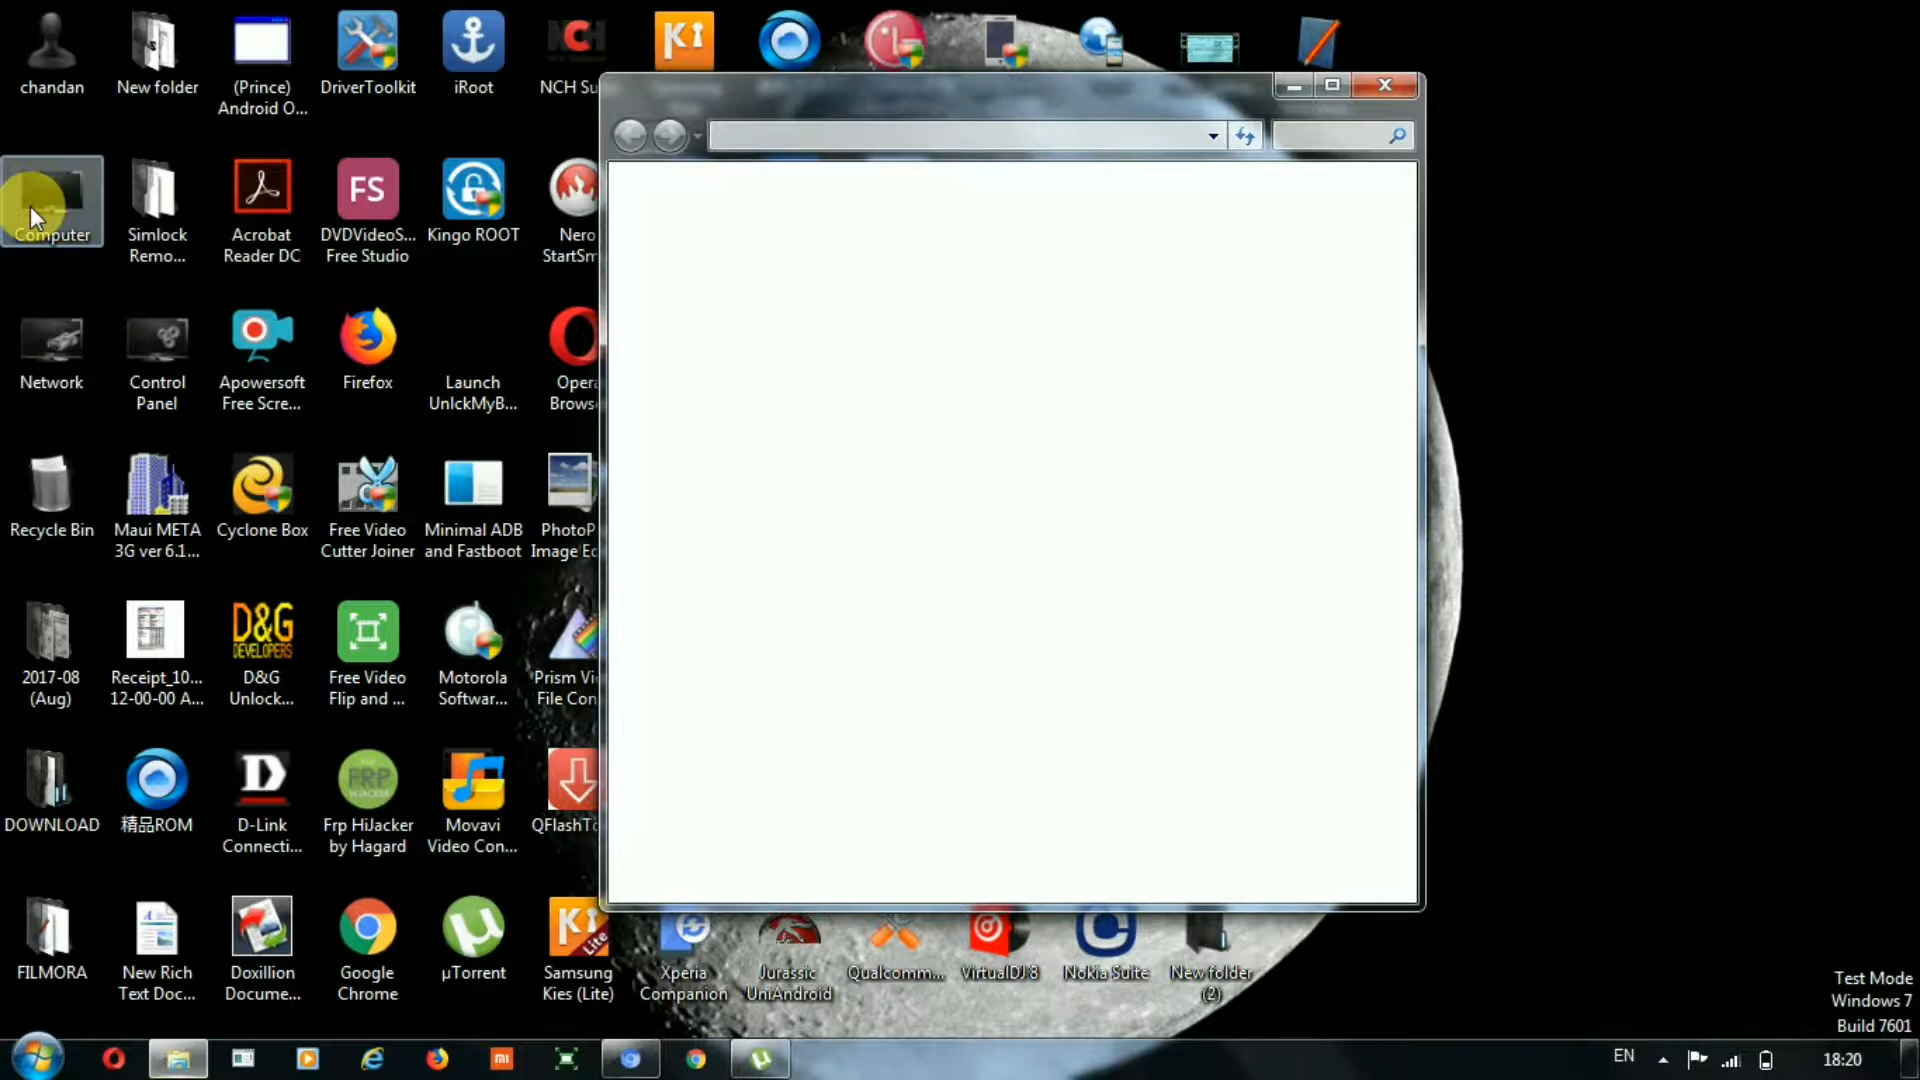 chandan
New folder
(Prince)
Android O...
DriverToolkit
iRoot
NCH Su
Computer
Simlock
Remo...
Acrobat
Reader DC
FS
DVDVideoS...
Free Studio
Kingo ROOT
Nero
StartSm
Network
Control
Panel
Apowersoft
Free Scre...
Firefox
Launch
UnlckMyB...
Opera
Brows
Recycle Bin
Maui META
3G ver 6.1...
Cyclone Box
Free Video
Cutter Joiner
Minimal ADB
and Fastboot
PhotoP
Image Ed
2017-08
(Aug)
Receipt_10...
12-00-00 A...
D&G
DEVELOPERS
D&G
Unlock...
Free Video
Flip and ...
Motorola
Softwar...
Prism Vi
File Con
DOWNLOAD
精品ROM
D-Link
Connecti...
FRP
HIJACKER
Frp HiJacker
by Hagard
Movavi
Video Con...
QFlashTo
FILMORA
New Rich
Text Doc...
Doxillion
Docume...
Google
Chrome
µTorrent
Lite
Samsung
Kies (Lite)
Xperia
Companion
Jurassic
UniAndroid
Qualcomm...
VirtualDJ 8
Nokia Suite
New folder
(2)
Test Mode
Windows 7
Build 7601
mi
EN
18:20